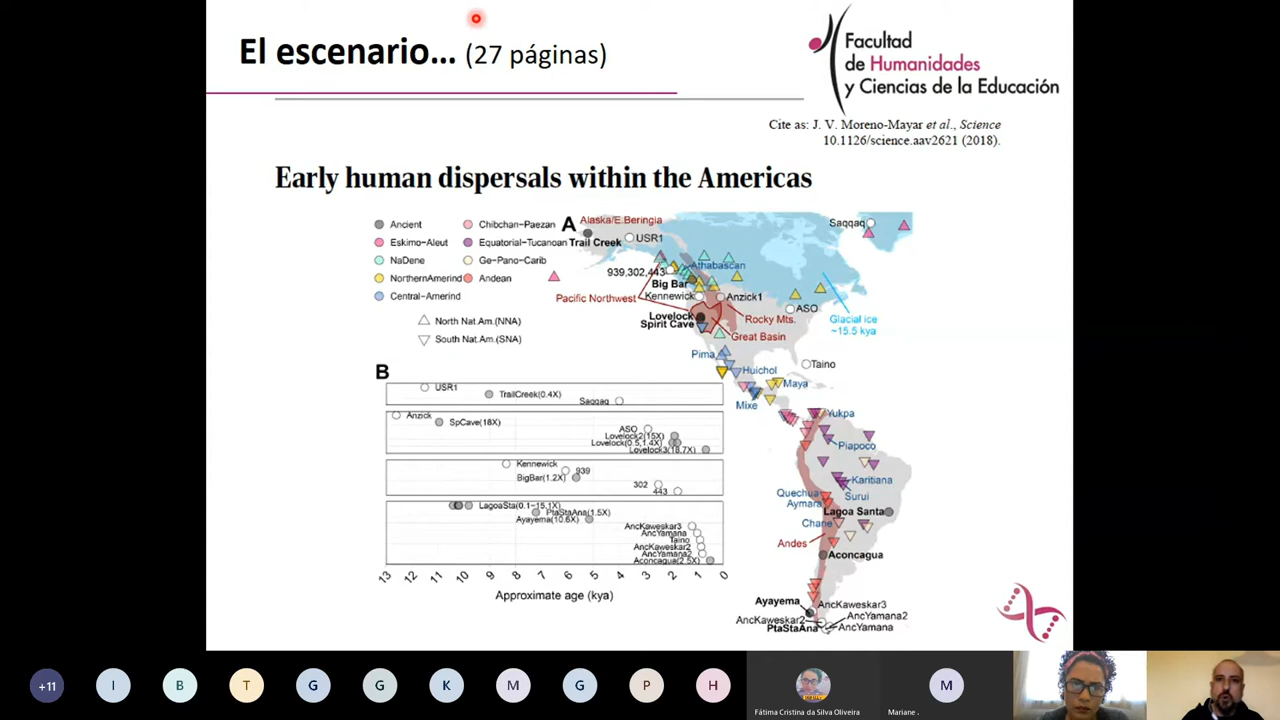 El escenario... (27 páginas)
Facultad
de Humanidades
y Ciencias de la Educación
Cite as: J. V. Moreno-Mayar et al., Science
10.1126/science.aav2621 (2018).
Early human dispersals within the Americas
Ancient
Eskimo-Aleut
NaDene
NorthernAmerind
Central-Amerind
Chibchan-Paezan
Equatorial-Tucanoan
Ge-Pano-Carib
Andean
North Nat.Am.(NNA)
South Nat.Am.(SNA)
A
Alaska/E.Beringia
USR1
Trail Creek
Saqqaq
939,302,443
Athabascan
Big Bar
Kennewick
Anzick1
Pacific Northwest
ASO
Lovelock
Spirit Cave
Rocky Mts.
Great Basin
Glacial ice
~15.5 kya
Pima
Huichol
Taino
Maya
Mixe
Yukpa
Piapoco
Karitiana
Surui
Quechua
Aymara
Lagoa Santa
Chane
Andes
Aconcagua
Ayayema
AncKaweskar3
AncKaweskar2
AncYamana2
PtaStaAna
AncYamana
B
USR1
TrailCreek(0.4X)
Saqqaq
Anzick
SpCave(18X)
ASO
Lovelock2(15X)
Lovelock(0.5,1.4X)
Lovelock3(18.7X)
Kennewick
939
BigBar(1.2X)
302
443
LagoaSta(0.1-15.1X)
PtaStaAna(1.5X)
Ayayema(10.6X)
AncKaweskar3
AncYamana
Taino
AncKaweskar2
AncYamana2
Aconcagua(2.5X)
13 12 11 10 9 8 7 6 5 4 3 2 1 0
Approximate age (kya)
+11 I B T G G K M G P H M
Fátima Cristina da Silva Oliveira
Mariane .